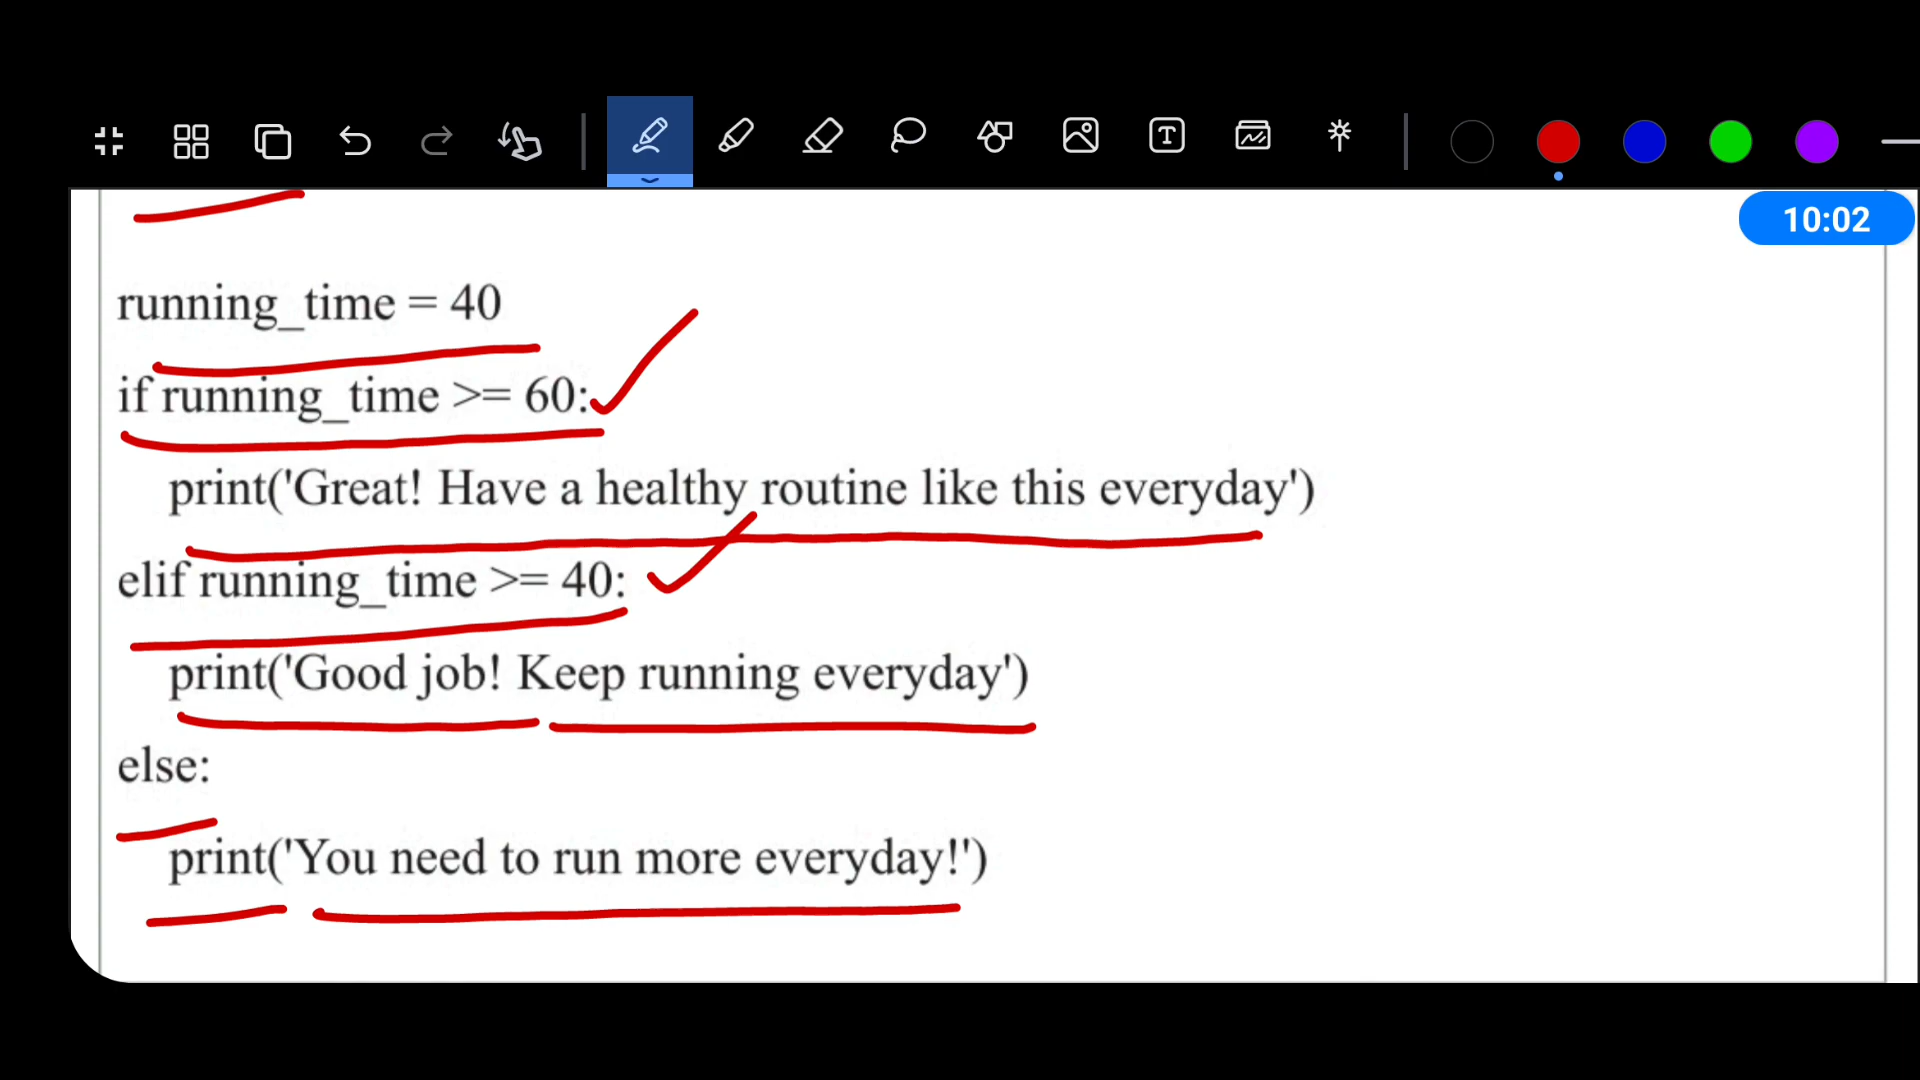 10:02
running_time = 40
if running_time >= 60:
print('Great! Have a healthy routine like this everyday')
elif running_time >= 40:
print('Good job! Keep running everyday')
else:
print('You need to run more everyday!')